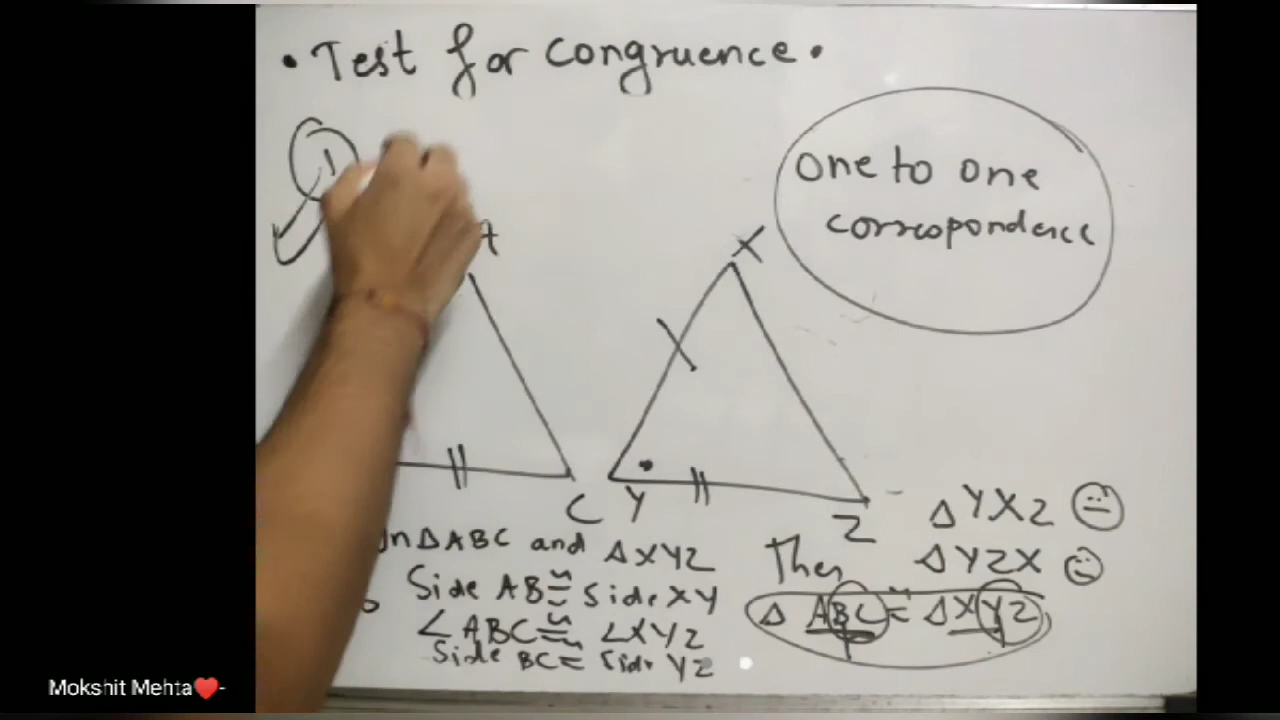 • Test for congruence •
1
One to one
correspondence
A
X
C Y
Z
In ΔABC and ΔXYZ
Side AB ≅ Side XY
∠ABC ≅ ∠XYZ
Side BC ≅ Side YZ
ΔYXZ
Then ΔYZX
ΔABC ≅ ΔXYZ
Mokshit Mehta❤️-